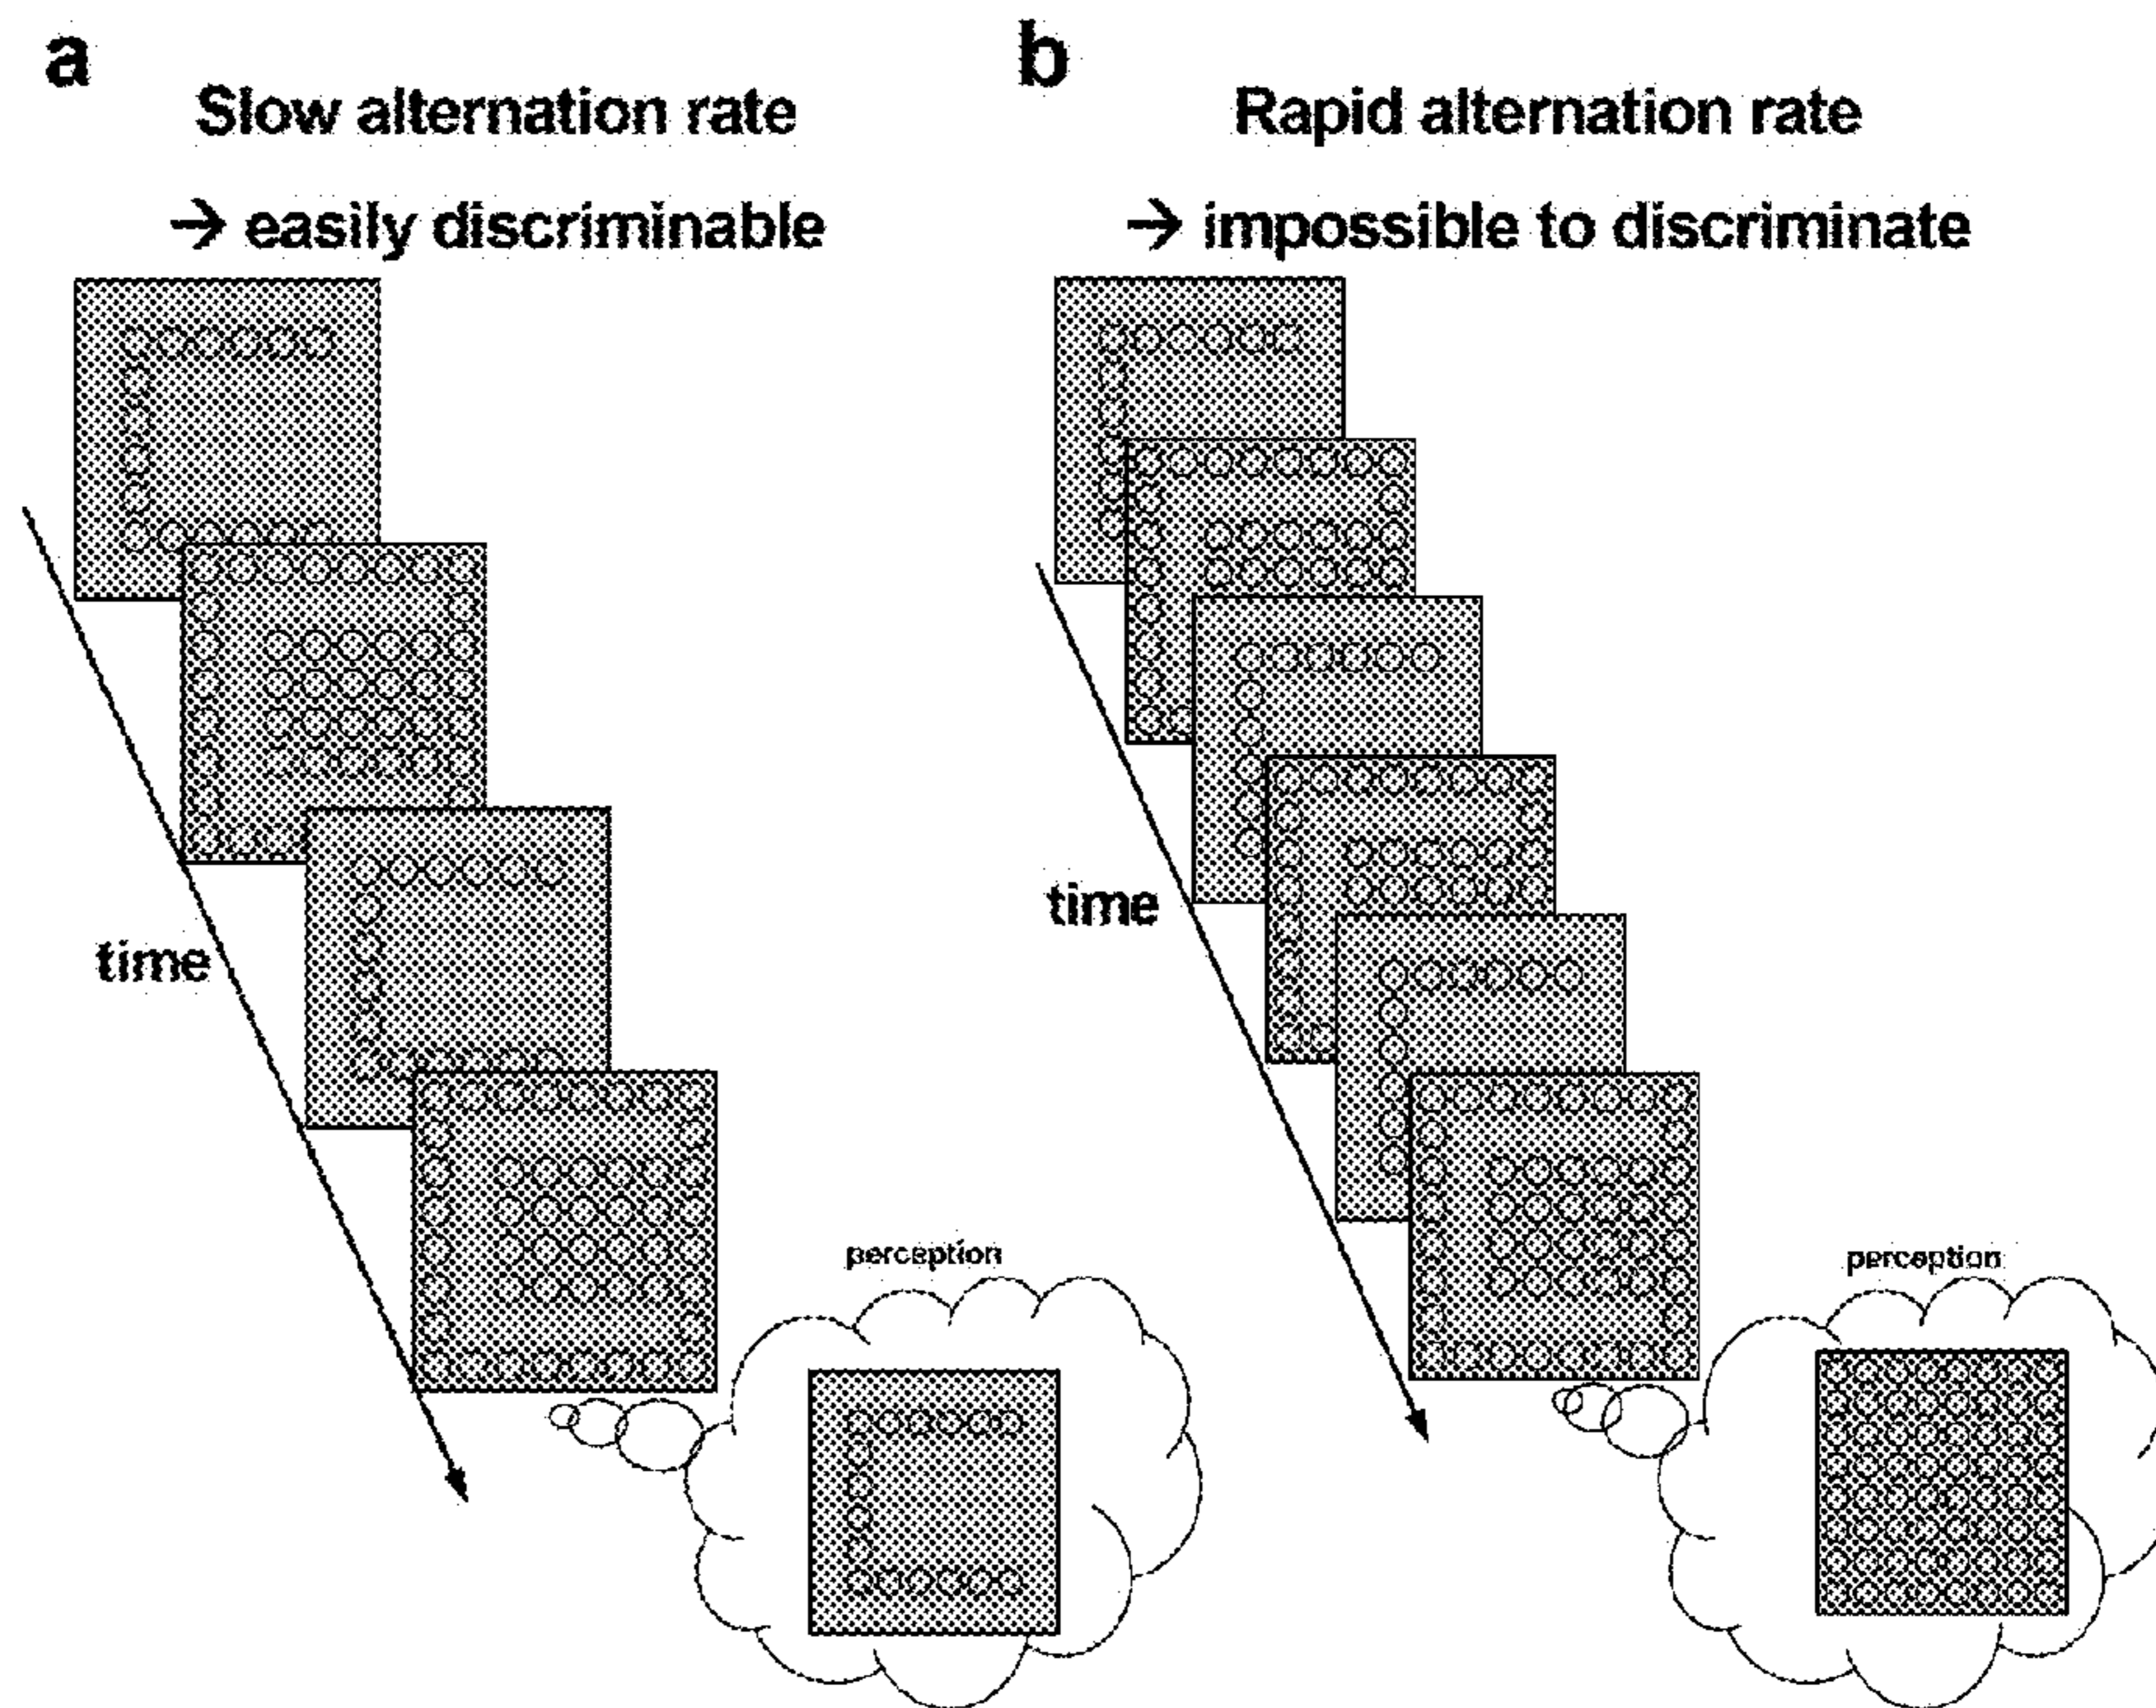 a
Slow alternation rate
→ easily discriminable
time
perception
b
Rapid alternation rate
→ impossible to discriminate
time
perception